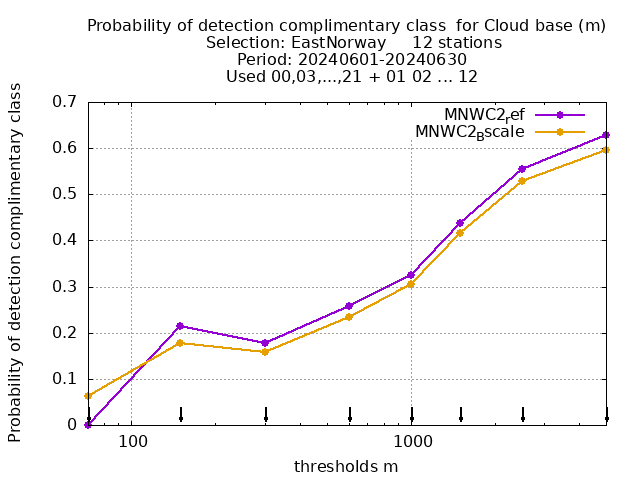 Probability of detection complimentary class  for Cloud base (m)
Selection: EastNorway     12 stations
Period: 20240601-20240630
Used 00,03,...,21 + 01 02 ... 12
Probability of detection complimentary class
0.7
0.6
0.5
0.4
0.3
0.2
0.1
0
MNWC2ref
MNWC2Bscale
100
1000
thresholds m